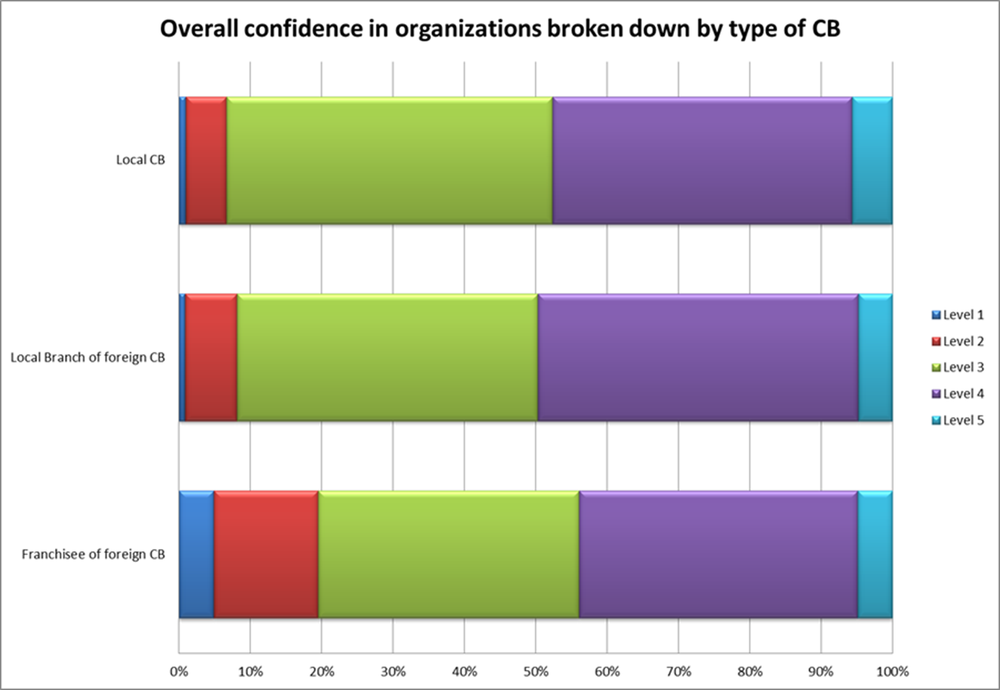 Overall confidence in organizations broken down by type of CB
Local CB
Local Branch of foreign CB
Franchisee of foreign CB
Level 1
Level 2
Level 3
Level 4
Level 5
0% 10% 20% 30% 40% 50% 60% 70% 80% 90% 100%